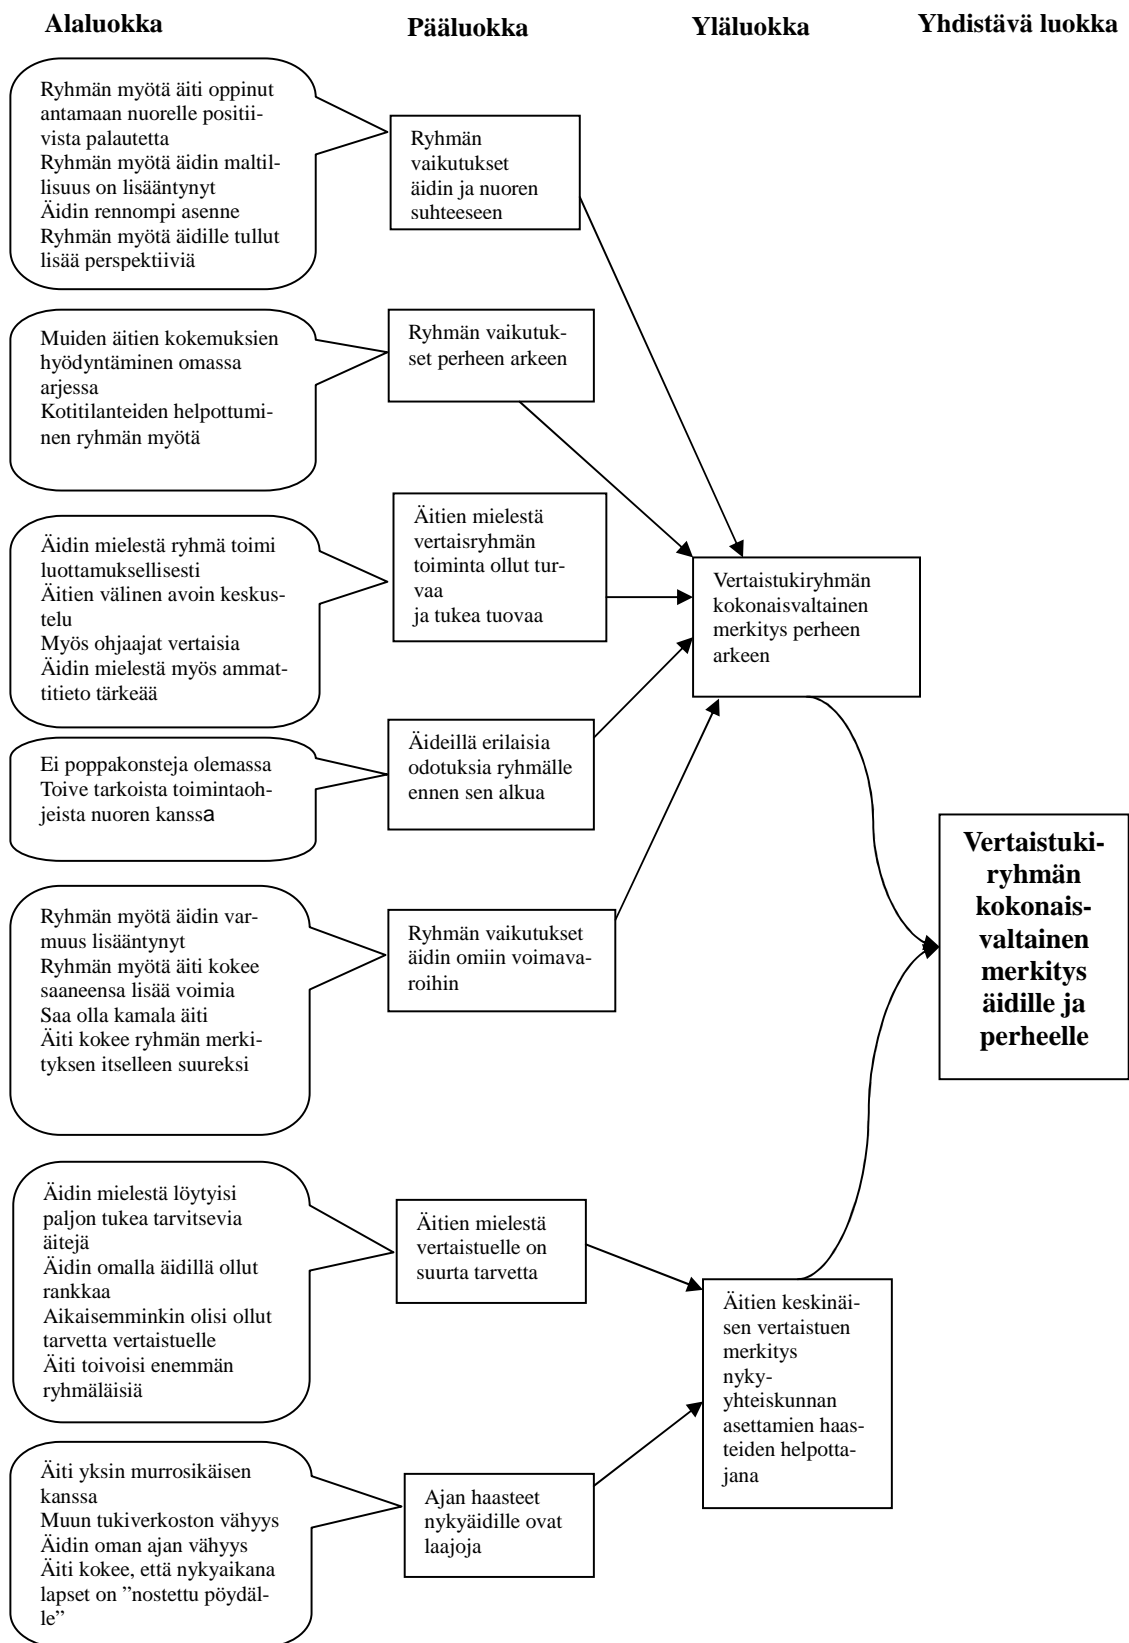 Alaluokka
Pääluokka
Yläluokka
Yhdistävä luokka
Ryhmän myötä äiti oppinut
antamaan nuorelle positii-
vista palautetta
Ryhmän myötä äidin maltil-
lisuus on lisääntynyt
Äidin rennompi asenne
Ryhmän myötä äidille tullut
lisää perspektiiviä
Ryhmän
vaikutukset
äidin ja nuoren
suhteeseen
Muiden äitien kokemuksien
hyödyntäminen omassa
arjessa
Kotitilanteiden helpottumi-
nen ryhmän myötä
Ryhmän vaikutuk-
set perheen arkeen
Äidin mielestä ryhmä toimi
luottamuksellisesti
Äitien välinen avoin keskus-
telu
Myös ohjaajat vertaisia
Äidin mielestä myös ammat-
titieto tärkeää
Äitien mielestä
vertaisryhmän
toiminta ollut tur-
vaa
ja tukea tuovaa
Vertaistukiryhmän
kokonaisvaltainen
merkitys perheen
arkeen
Ei poppakonsteja olemassa
Toive tarkoista toimintaoh-
jeista nuoren kanssa
Äideillä erilaisia
odotuksia ryhmälle
ennen sen alkua
Vertaistuki-
ryhmän
kokonais-
valtainen
merkitys
äidille ja
perheelle
Ryhmän myötä äidin var-
muus lisääntynyt
Ryhmän myötä äiti kokee
saaneensa lisää voimia
Saa olla kamala äiti
Äiti kokee ryhmän merki-
tyksen itselleen suureksi
Ryhmän vaikutukset
äidin omiin voimava-
roihin
Äidin mielestä löytyisi
paljon tukea tarvitsevia
äitejä
Äidin omalla äidillä ollut
rankkaa
Aikaisemminkin olisi ollut
tarvetta vertaistuelle
Äiti toivoisi enemmän
ryhmäläisiä
Äitien mielestä
vertaistuelle on
suurta tarvetta
Äitien keskinäi-
sen vertaistuen
merkitys
nyky-
yhteiskunnan
asettamien haas-
teiden helpotta-
jana
Äiti yksin murrosikäisen
kanssa
Muun tukiverkoston vähyys
Äidin oman ajan vähyys
Äiti kokee, että nykyaikana
lapset on ”nostettu pöydäl-
le”
Ajan haasteet
nykyäidille ovat
laajoja